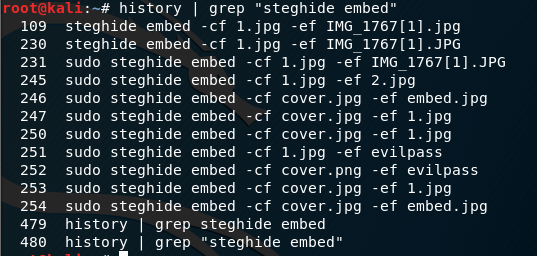 root@kali:~# history | grep "steghide embed"
109 steghide embed -cf 1.jpg -ef IMG_1767[1].jpg
230 steghide embed -cf 1.jpg -ef IMG_1767[1].JPG
231 sudo steghide embed -cf 1.jpg -ef IMG_1767[1].JPG
245 sudo steghide embed -cf 1.jpg -ef 2.jpg
246 sudo steghide embed -cf cover.jpg -ef embed.jpg
247 sudo steghide embed -cf cover.jpg -ef 1.jpg
250 sudo steghide embed -cf cover.jpg -ef 1.jpg
251 sudo steghide embed -cf 1.jpg -ef evilpass
252 sudo steghide embed -cf cover.png -ef evilpass
253 sudo steghide embed -cf cover.jpg -ef 1.jpg
254 sudo steghide embed -cf cover.jpg -ef embed.jpg
479 history | grep steghide embed
480 history | grep "steghide embed"